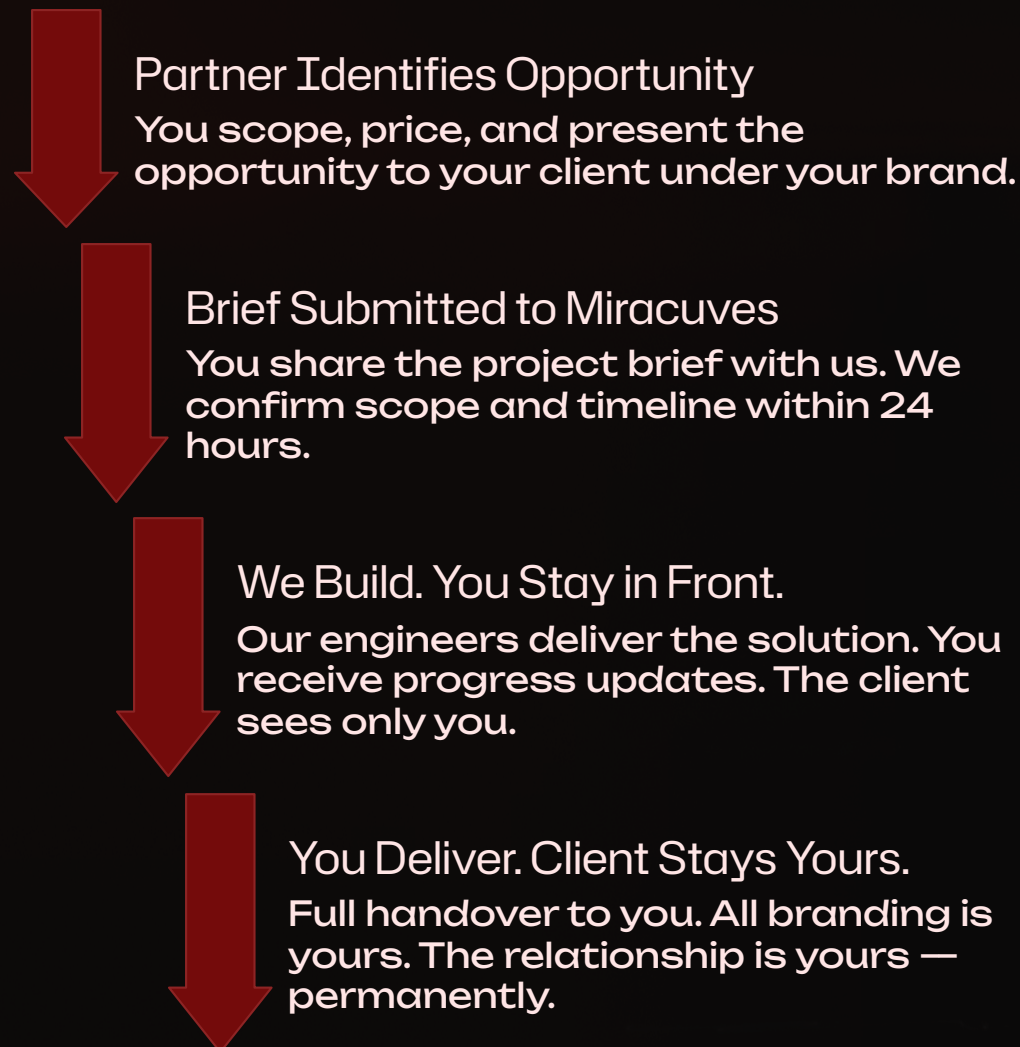 Partner Identifies Opportunity
You scope, price, and present the
opportunity to your client under your brand.
Brief Submitted to Miracuves
You share the project brief with us. We
confirm scope and timeline within 24
hours.
We Build. You Stay in Front.
Our engineers deliver the solution. You
receive progress updates. The client
sees only you.
You Deliver. Client Stays Yours.
Full handover to you. All branding is
yours. The relationship is yours —
permanently.